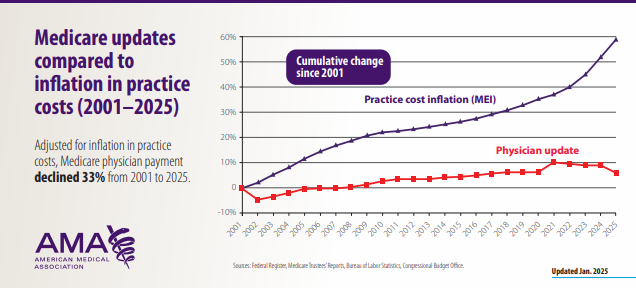 Medicare updates
compared to
inflation in practice
costs (2001–2025)
Adjusted for inflation in practice
costs, Medicare physician payment
declined 33% from 2001 to 2025.
AMA
AMERICAN MEDICAL
ASSOCIATION
Cumulative change
since 2001
Practice cost inflation (MEI)
Physician update
60%
50%
40%
30%
20%
10%
0
-10%
2001
2002
2003
2004
2005
2006
2007
2008
2009
2010
2011
2012
2013
2014
2015
2016
2017
2018
2019
2020
2021
2022
2023
2024
2025
Sources: Federal Register, Medicare Trustees' Reports, Bureau of Labor Statistics, Congressional Budget Office.
Updated Jan. 2025